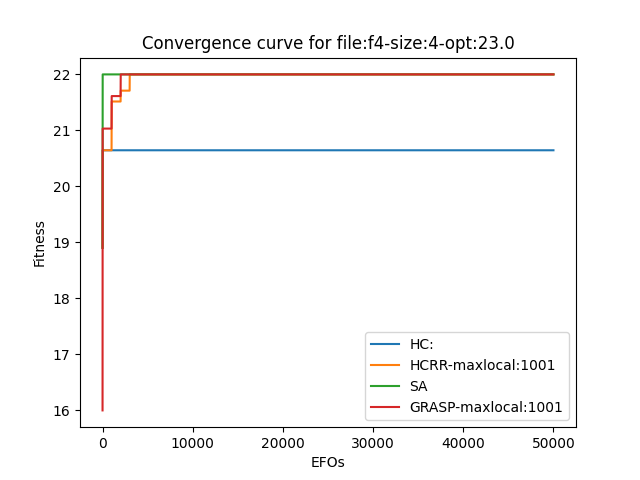 Convergence curve for file:f4-size:4-opt:23.0
Fitness
22
21
20
19
18
17
16
0
10000
20000
30000
40000
50000
EFOs
HC:
HCRR-maxlocal:1001
SA
GRASP-maxlocal:1001